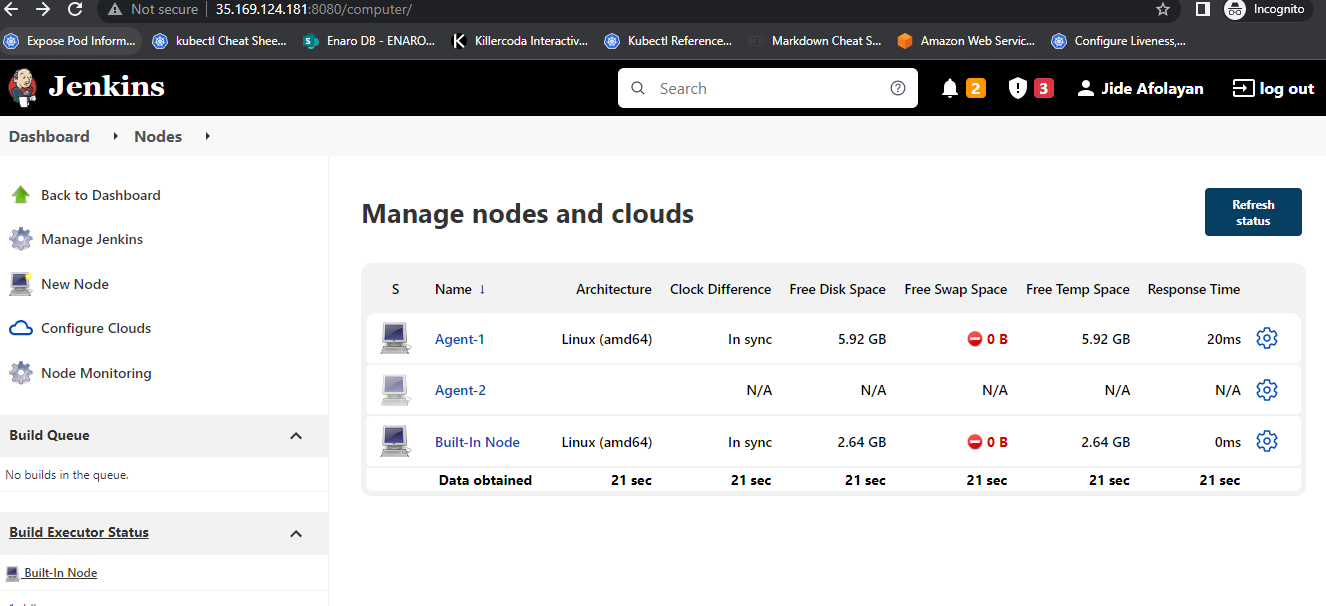 Not secure 35.169.124.181:8080/computer/ Incognito
Expose Pod Inform... kubectl Cheat Shee... Enaro DB - ENARO... Killercoda Interactiv... Kubectl Reference... Markdown Cheat S... Amazon Web Servic... Configure Liveness,...
Jenkins Search 2 3 Jide Afolayan log out
Dashboard Nodes
Back to Dashboard
Manage Jenkins
New Node
Configure Clouds
Node Monitoring
Build Queue
No builds in the queue.
Build Executor Status
Built-In Node
Manage nodes and clouds
Refresh
status
S Name ↓ Architecture Clock Difference Free Disk Space Free Swap Space Free Temp Space Response Time
Agent-1 Linux (amd64) In sync 5.92 GB 0 B 5.92 GB 20ms
Agent-2 N/A N/A N/A N/A N/A
Built-In Node Linux (amd64) In sync 2.64 GB 0 B 2.64 GB 0ms
Data obtained 21 sec 21 sec 21 sec 21 sec 21 sec 21 sec